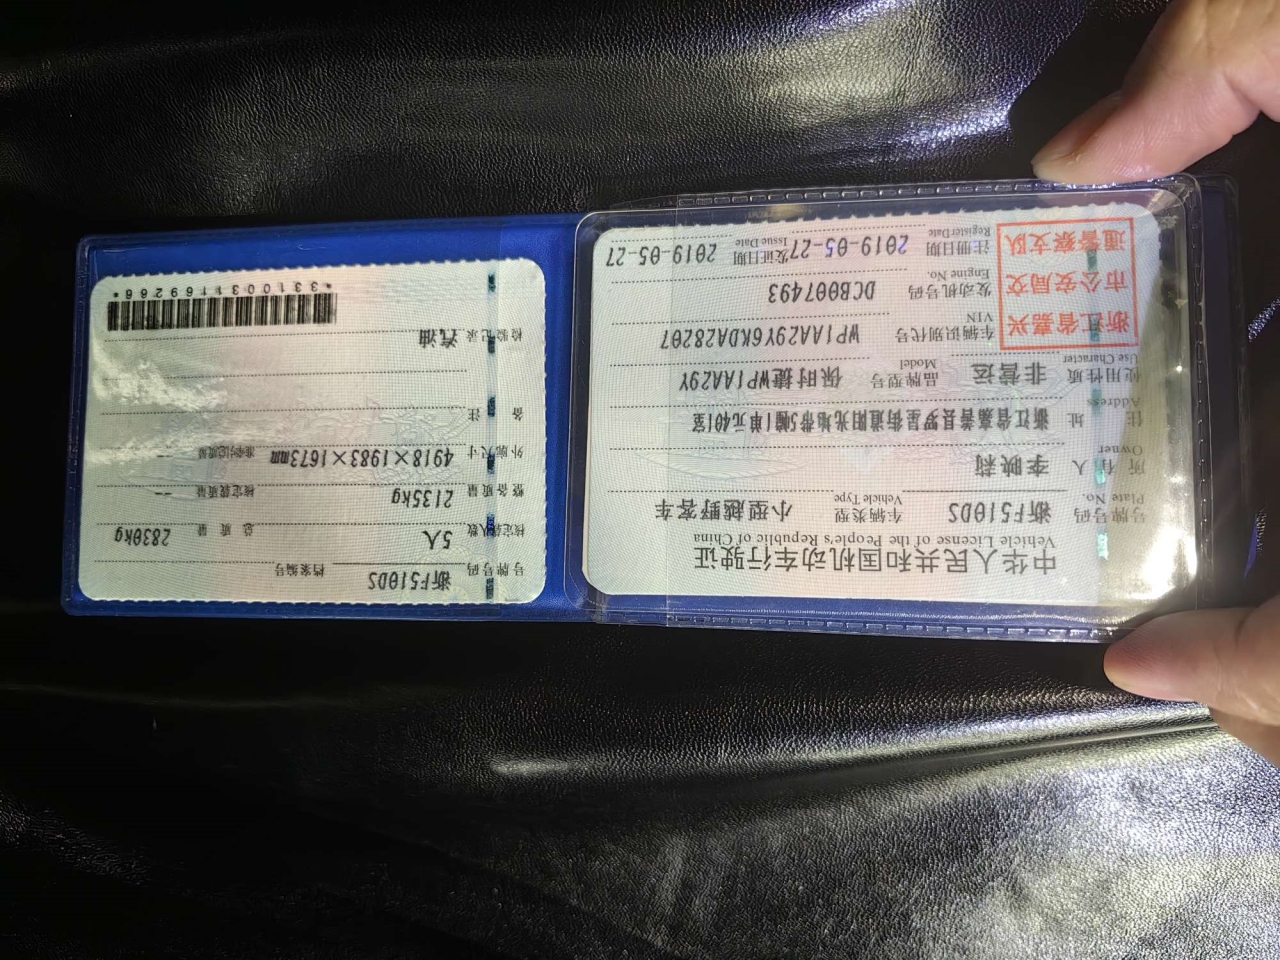 中华人民共和国机动车行驶证
Vehicle License of the People's Republic of China
号牌号码 浙F510DS 车辆类型 小型越野客车
Plate No. Vehicle Type
所有人 李映莉
Owner
住址 浙江省嘉善县罗星街道阳光地带5幢1单元401室
Address
使用性质 非营运 品牌型号 保时捷WP1AA29Y
Use Character Model
浙江省嘉兴市公安局交通警察支队
车辆识别代号 WP1AA29Y6KDA28207
VIN
发动机号码 DCB007493
Engine No.
注册日期 2019-05-27 发证日期 2019-05-27
Register Date Issue Date
号牌号码 浙F510DS 档案编号
核定载人数 5人 总质量 2830kg
整备质量 2135kg 核定载质量 --
外廓尺寸 4918×1983×1673mm 准牵引总质量 --
备注
检验记录 汽油
*3310031169266*